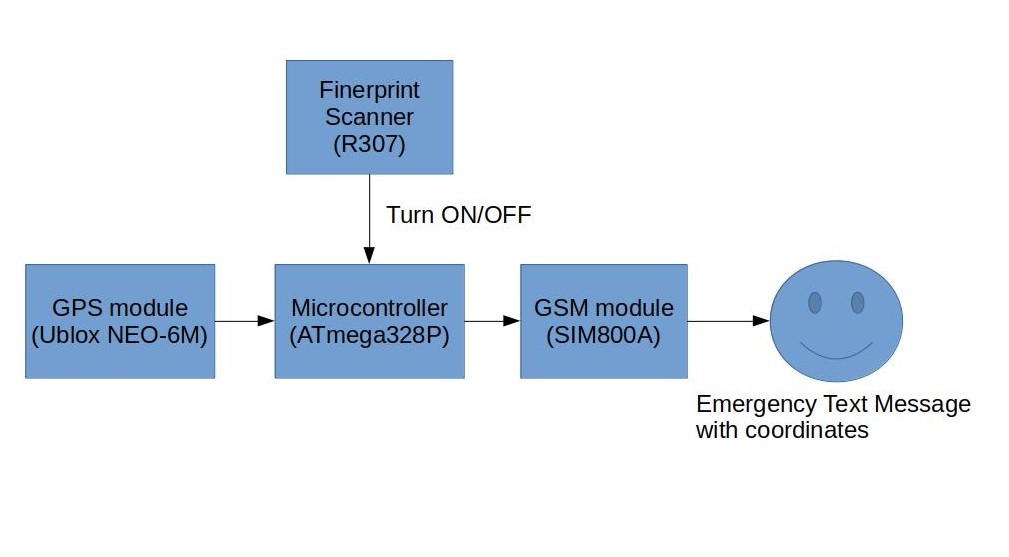 Finerprint
Scanner
(R307)
Turn ON/OFF
GPS module
(Ublox NEO-6M)
Microcontroller
(ATmega328P)
GSM module
(SIM800A)
Emergency Text Message
with coordinates